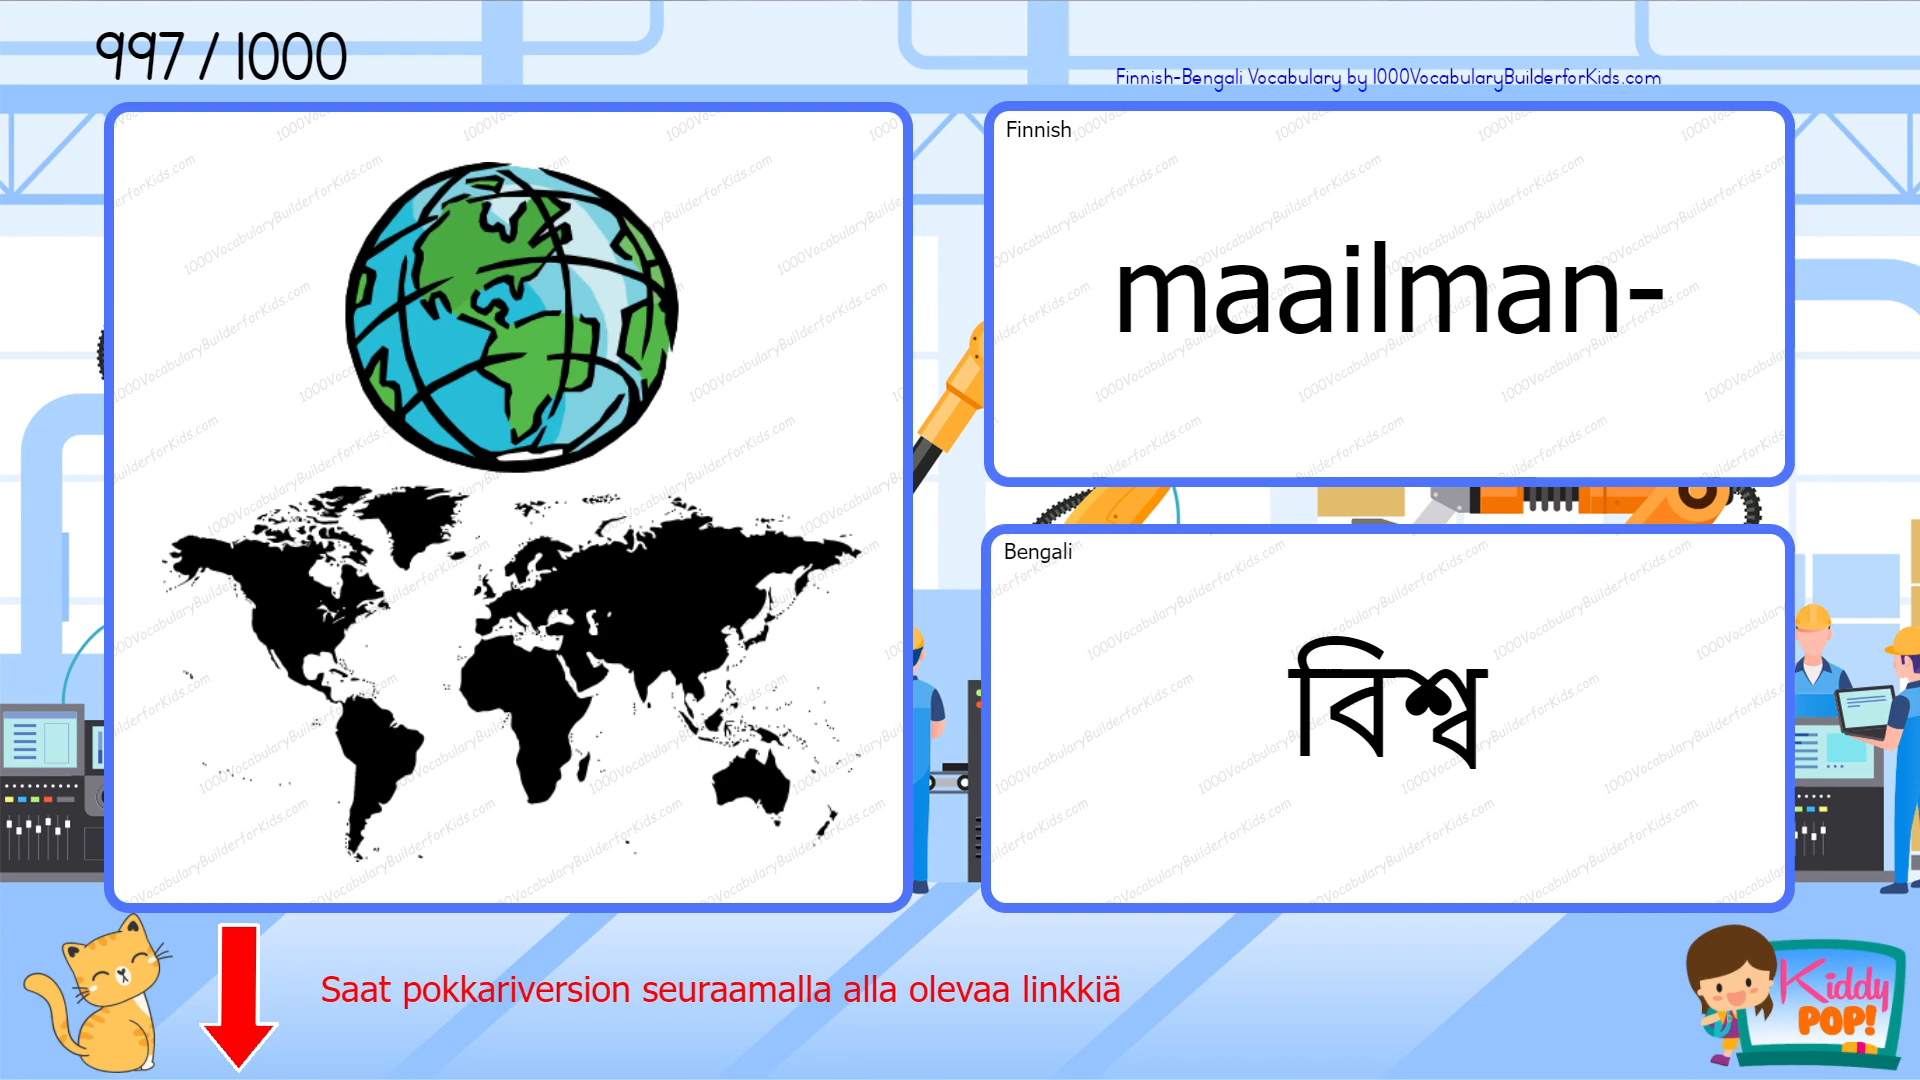 997 / 1000
Finnish-Bengali Vocabulary by 1000VocabularyBuilderforKids.com
Finnish
maailman-
Bengali
বিশ্ব
Saat pokkariversion seuraamalla alla olevaa linkkiä
Kiddy
POP!